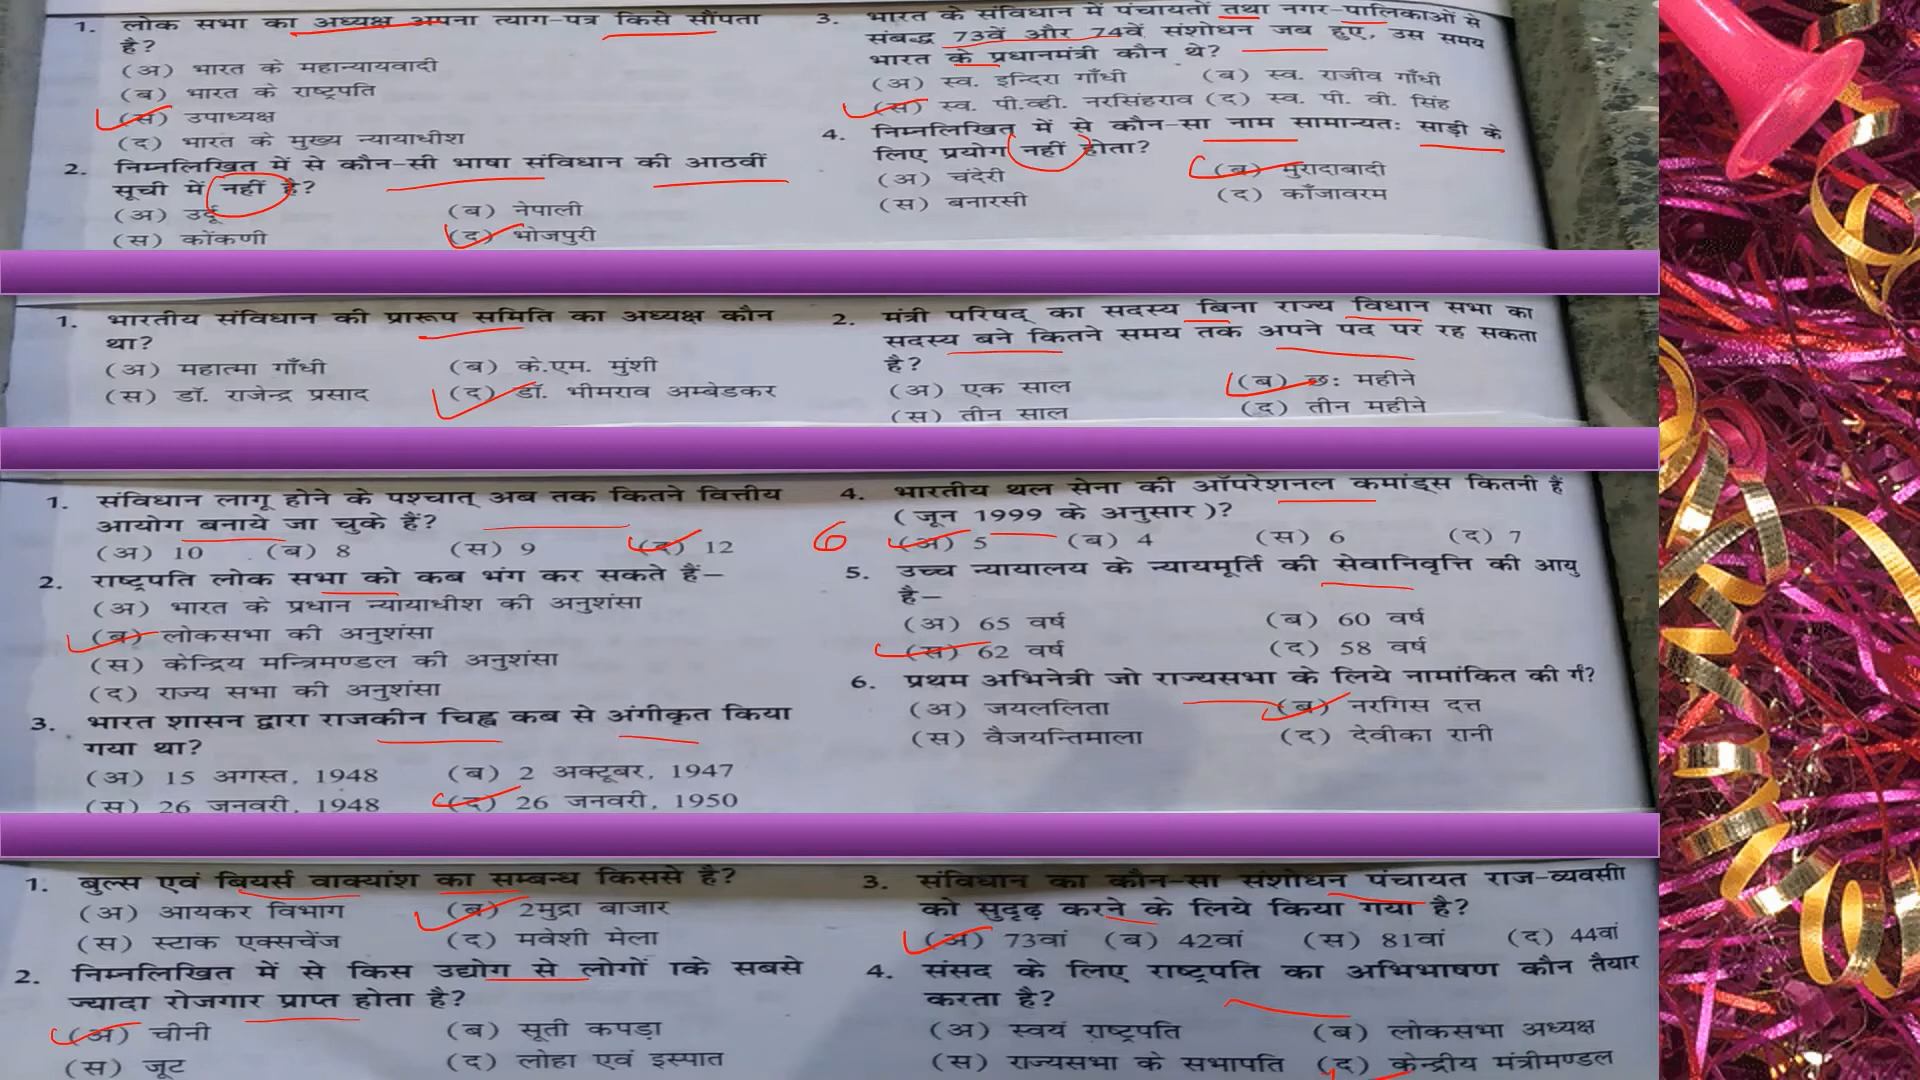 1. लोक सभा का अध्यक्ष अपना त्याग-पत्र किसे सौंपता
है?
(अ) भारत के महान्यायवादी
(ब) भारत के राष्ट्रपति
(स) उपाध्यक्ष
(द) भारत के मुख्य न्यायाधीश
2. निम्नलिखित में से कौन-सी भाषा संविधान की आठवीं
सूची में नहीं है?
(अ) उर्दू (ब) नेपाली
(स) कोंकणी (द) भोजपुरी
3. भारत के संविधान में पंचायतों तथा नगर-पालिकाओं से
संबद्ध 73वें और 74वें संशोधन जब हुए, उस समय
भारत के प्रधानमंत्री कौन थे?
(अ) स्व. इन्दिरा गाँधी (ब) स्व. राजीव गाँधी
(स) स्व. पी.व्ही. नरसिंहराव (द) स्व. पी. वी. सिंह
4. निम्नलिखित में से कौन-सा नाम सामान्यतः साड़ी के
लिए प्रयोग नहीं होता?
(अ) चंदेरी (ब) मुरादाबादी
(स) बनारसी (द) काँजावरम
1. भारतीय संविधान की प्रारूप समिति का अध्यक्ष कौन
था?
(अ) महात्मा गाँधी (ब) के.एम. मुंशी
(स) डॉ. राजेन्द्र प्रसाद (द) डॉ. भीमराव अम्बेडकर
2. मंत्री परिषद् का सदस्य बिना राज्य विधान सभा का
सदस्य बने कितने समय तक अपने पद पर रह सकता
है?
(अ) एक साल (ब) छः महीने
(स) तीन साल (द) तीन महीने
1. संविधान लागू होने के पश्चात् अब तक कितने वित्तीय
आयोग बनाये जा चुके हैं?
(अ) 10 (ब) 8 (स) 9 (द) 12
2. राष्ट्रपति लोक सभा को कब भंग कर सकते हैं–
(अ) भारत के प्रधान न्यायाधीश की अनुशंसा
(ब) लोकसभा की अनुशंसा
(स) केन्द्रिय मन्त्रिमण्डल की अनुशंसा
(द) राज्य सभा की अनुशंसा
3. भारत शासन द्वारा राजकीन चिह्न कब से अंगीकृत किया
गया था?
(अ) 15 अगस्त, 1948 (ब) 2 अक्टूबर, 1947
(स) 26 जनवरी, 1948 (द) 26 जनवरी, 1950
4. भारतीय थल सेना की ऑपरेशनल कमांड्स कितनी हैं
(जून 1999 के अनुसार)?
6 (अ) 5 (ब) 4 (स) 6 (द) 7
5. उच्च न्यायालय के न्यायमूर्ति की सेवानिवृत्ति की आयु
है–
(अ) 65 वर्ष (ब) 60 वर्ष
(स) 62 वर्ष (द) 58 वर्ष
6. प्रथम अभिनेत्री जो राज्यसभा के लिये नामांकित की गं?
(अ) जयललिता (ब) नरगिस दत्त
(स) वैजयन्तिमाला (द) देवीका रानी
1. बुल्स एवं बियर्स वाक्यांश का सम्बन्ध किससे है?
(अ) आयकर विभाग (ब) 2मुद्रा बाजार
(स) स्टाक एक्सचेंज (द) मवेशी मेला
2. निम्नलिखित में से किस उद्योग से लोगों ाके सबसे
ज्यादा रोजगार प्राप्त होता है?
(अ) चीनी (ब) सूती कपड़ा
(स) जूट (द) लोहा एवं इस्पात
3. संविधान का कौन-सा संशोधन पंचायत राज-व्यवसाी
को सुदृढ़ करने के लिये किया गया है?
(अ) 73वां (ब) 42वां (स) 81वां (द) 44वां
4. संसद के लिए राष्ट्रपति का अभिभाषण कौन तैयार
करता है?
(अ) स्वयं राष्ट्रपति (ब) लोकसभा अध्यक्ष
(स) राज्यसभा के सभापति (द) केन्द्रीय मंत्रीमण्डल